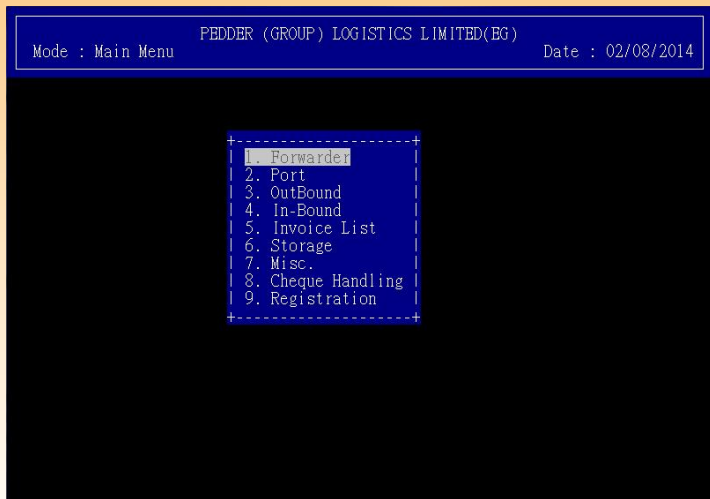 PEDDER (GROUP) LOGISTICS LIMITED(EG)
Mode : Main Menu Date : 02/08/2014
1. Forwarder
2. Port
3. OutBound
4. In-Bound
5. Invoice List
6. Storage
7. Misc.
8. Cheque Handling
9. Registration